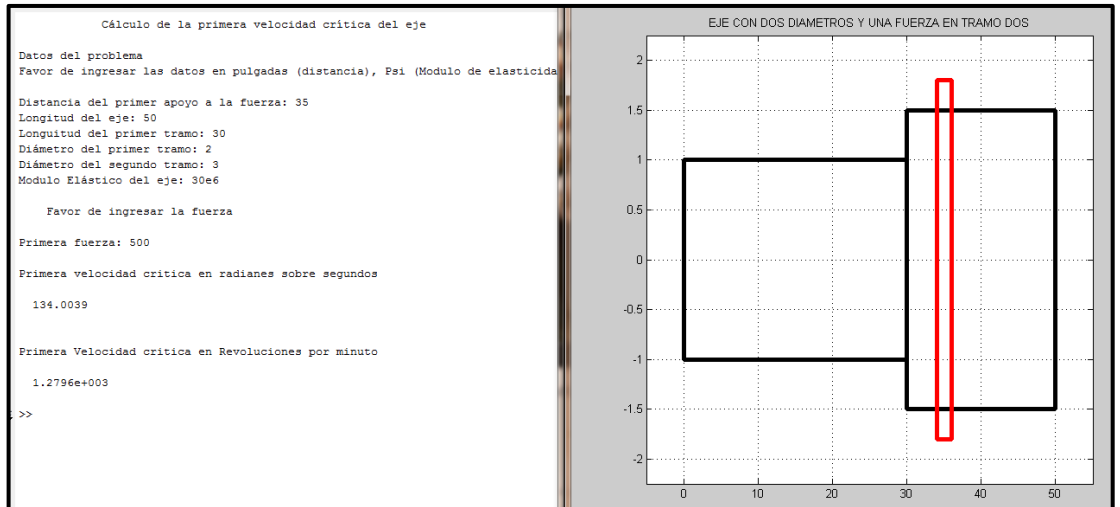 Cálculo de la primera velocidad crítica del eje
Datos del problema
Favor de ingresar las datos en pulgadas (distancia), Psi (Modulo de elasticida
Distancia del primer apoyo a la fuerza: 35
Longitud del eje: 50
Longuitud del primer tramo: 30
Diámetro del primer tramo: 2
Diámetro del segundo tramo: 3
Modulo Elástico del eje: 30e6
Favor de ingresar la fuerza
Primera fuerza: 500
Primera velocidad critica en radianes sobre segundos
134.0039
Primera Velocidad critica en Revoluciones por minuto
1.2796e+003
>>
EJE CON DOS DIAMETROS Y UNA FUERZA EN TRAMO DOS
2
1.5
1
0.5
0
-0.5
-1
-1.5
-2
0 10 20 30 40 50